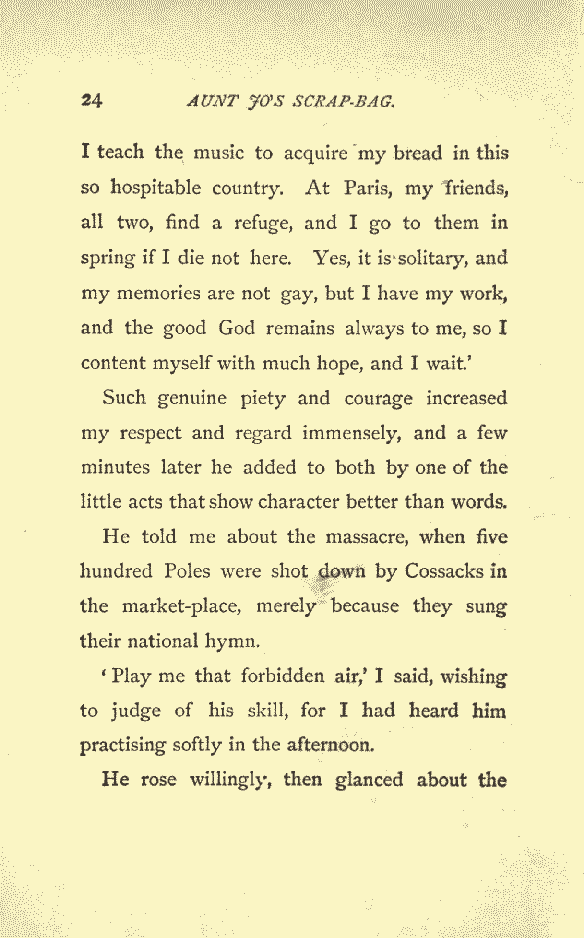 24 AUNT JO'S SCRAP-BAG.
I teach the music to acquire my bread in this
so hospitable country. At Paris, my friends,
all two, find a refuge, and I go to them in
spring if I die not here. Yes, it is solitary, and
my memories are not gay, but I have my work,
and the good God remains always to me, so I
content myself with much hope, and I wait.'
Such genuine piety and courage increased
my respect and regard immensely, and a few
minutes later he added to both by one of the
little acts that show character better than words.
He told me about the massacre, when five
hundred Poles were shot down by Cossacks in
the market-place, merely because they sung
their national hymn.
'Play me that forbidden air,' I said, wishing
to judge of his skill, for I had heard him
practising softly in the afternoon.
He rose willingly, then glanced about the